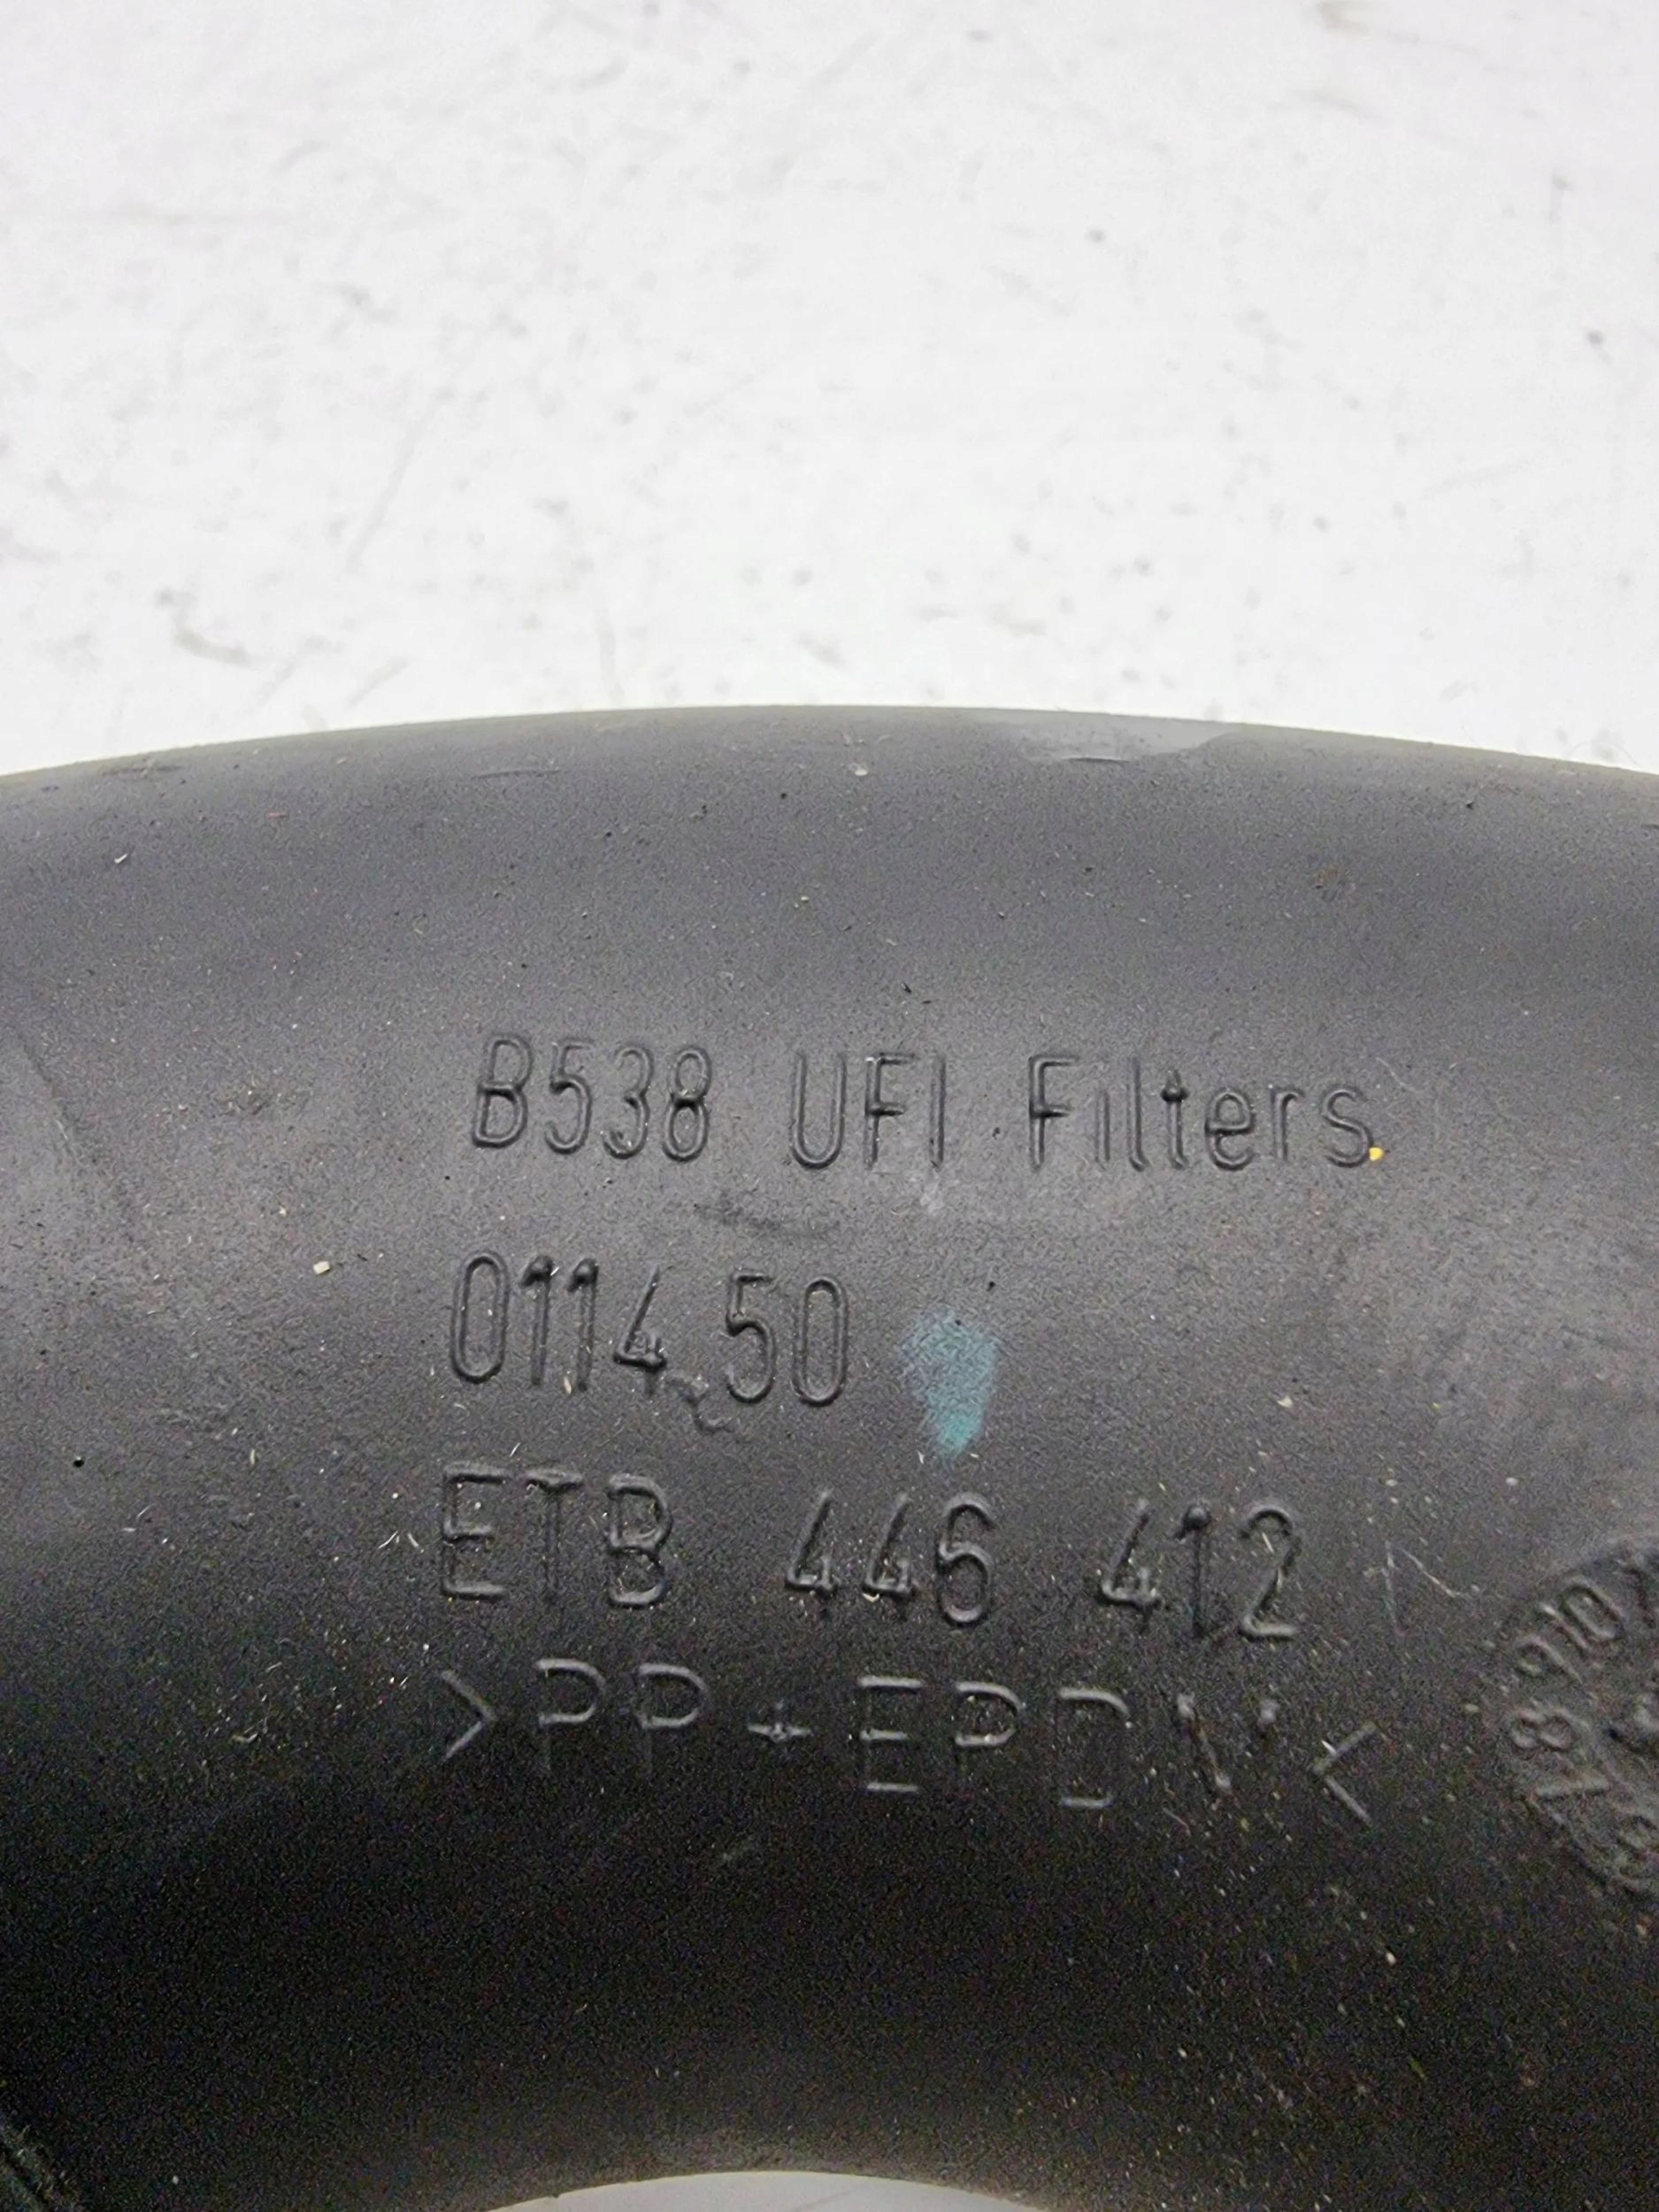 B538 UFI Filters
0114 50
ETB 446 412
>PP+EPDM<